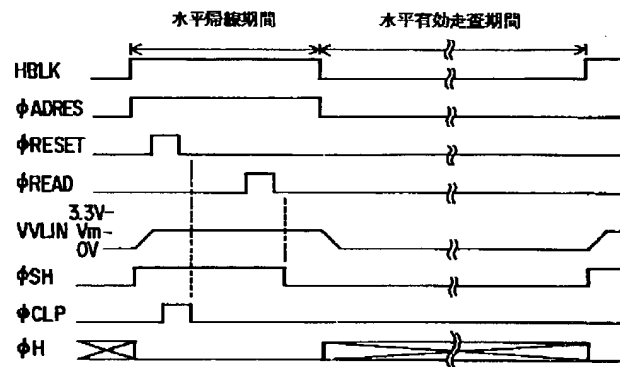 水平帰線期間 水平有効走査期間
HBLK
φADRES
φRESET
φREAD
3.3V
VVLIN Vm
0V
φSH
φCLP
φH